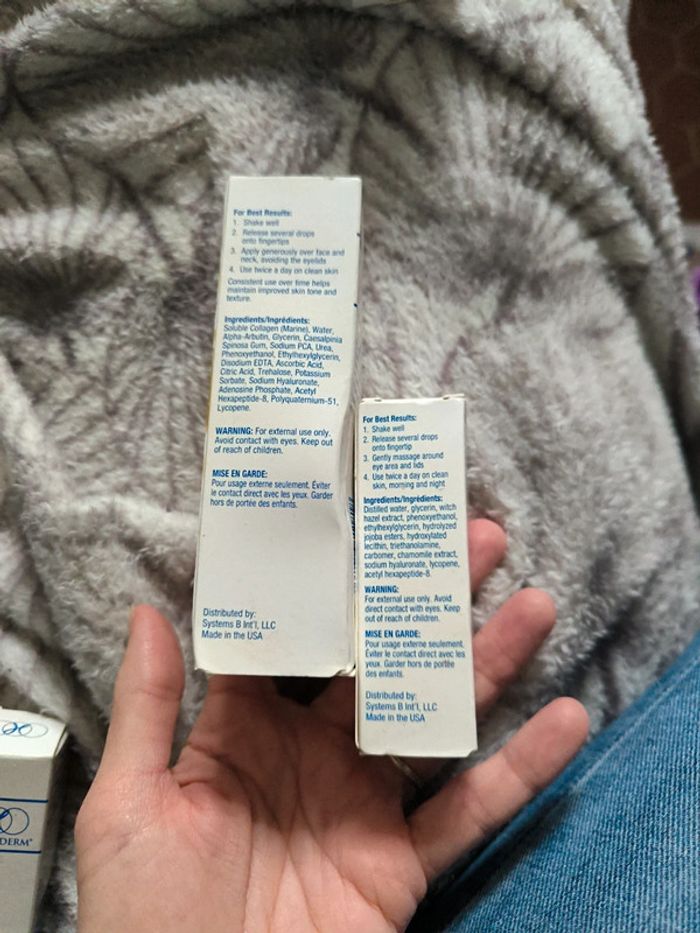 For Best Results:
1. Shake well
2. Release several drops
onto fingertips
3. Apply generously over face and
neck, avoiding the eyelids
4. Use twice a day on clean skin
Consistent use over time helps
maintain improved skin tone and
texture.
Ingredients/Ingrédients:
Soluble Collagen (Marine), Water,
Alpha-Arbutin, Glycerin, Caesalpinia
Spinosa Gum, Sodium PCA, Urea,
Phenoxyethanol, Ethylhexylglycerin,
Disodium EDTA, Ascorbic Acid,
Citric Acid, Trehalose, Potassium
Sorbate, Sodium Hyaluronate,
Adenosine Phosphate, Acetyl
Hexapeptide-8, Polyquaternium-51,
Lycopene.
WARNING: For external use only.
Avoid contact with eyes. Keep out
of reach of children.
MISE EN GARDE:
Pour usage externe seulement. Éviter
le contact direct avec les yeux. Garder
hors de portée des enfants.
Distributed by:
Systems B Int'l, LLC
Made in the USA
For Best Results:
1. Shake well
2. Release several drops
onto fingertip
3. Gently massage around
eye area and lids
4. Use twice a day on clean
skin, morning and night
Ingredients/Ingrédients:
Distilled water, glycerin, witch
hazel extract, phenoxyethanol,
ethylhexylglycerin, hydrolyzed
jojoba esters, hydroxylated
lecithin, triethanolamine,
carbomer, chamomile extract,
sodium hyaluronate, lycopene,
acetyl hexapeptide-8.
WARNING:
For external use only. Avoid
direct contact with eyes. Keep
out of reach of children.
MISE EN GARDE:
Pour usage externe seulement.
Éviter le contact direct avec les
yeux. Garder hors de portée
des enfants.
Distributed by:
Systems B Int'l, LLC
Made in the USA
DERM®